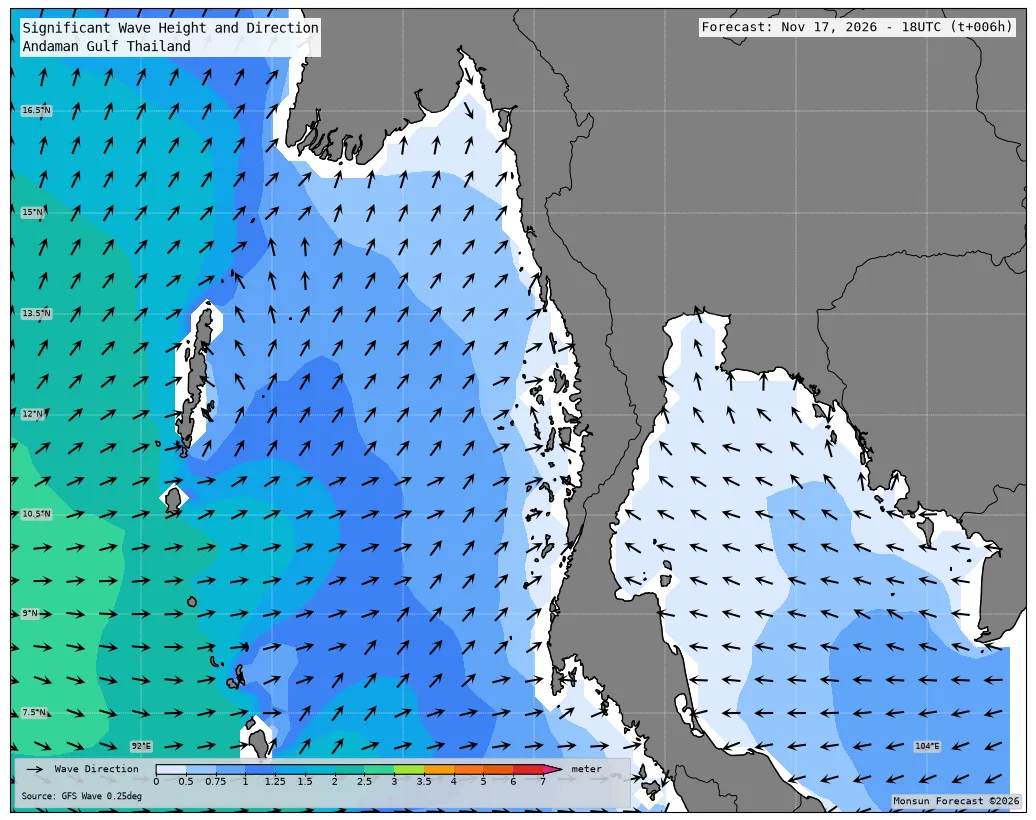 Significant Wave Height and Direction
Andaman Gulf Thailand
Forecast: Nov 17, 2026 - 18UTC (t+006h)
16.5°N
15°N
13.5°N
12°N
10.5°N
9°N
7.5°N
92°E
104°E
Wave Direction
meter
0 0.5 0.75 1 1.25 1.5 2 2.5 3 3.5 4 5 6 7
Source: GFS Wave 0.25deg
Monsun Forecast ©2026